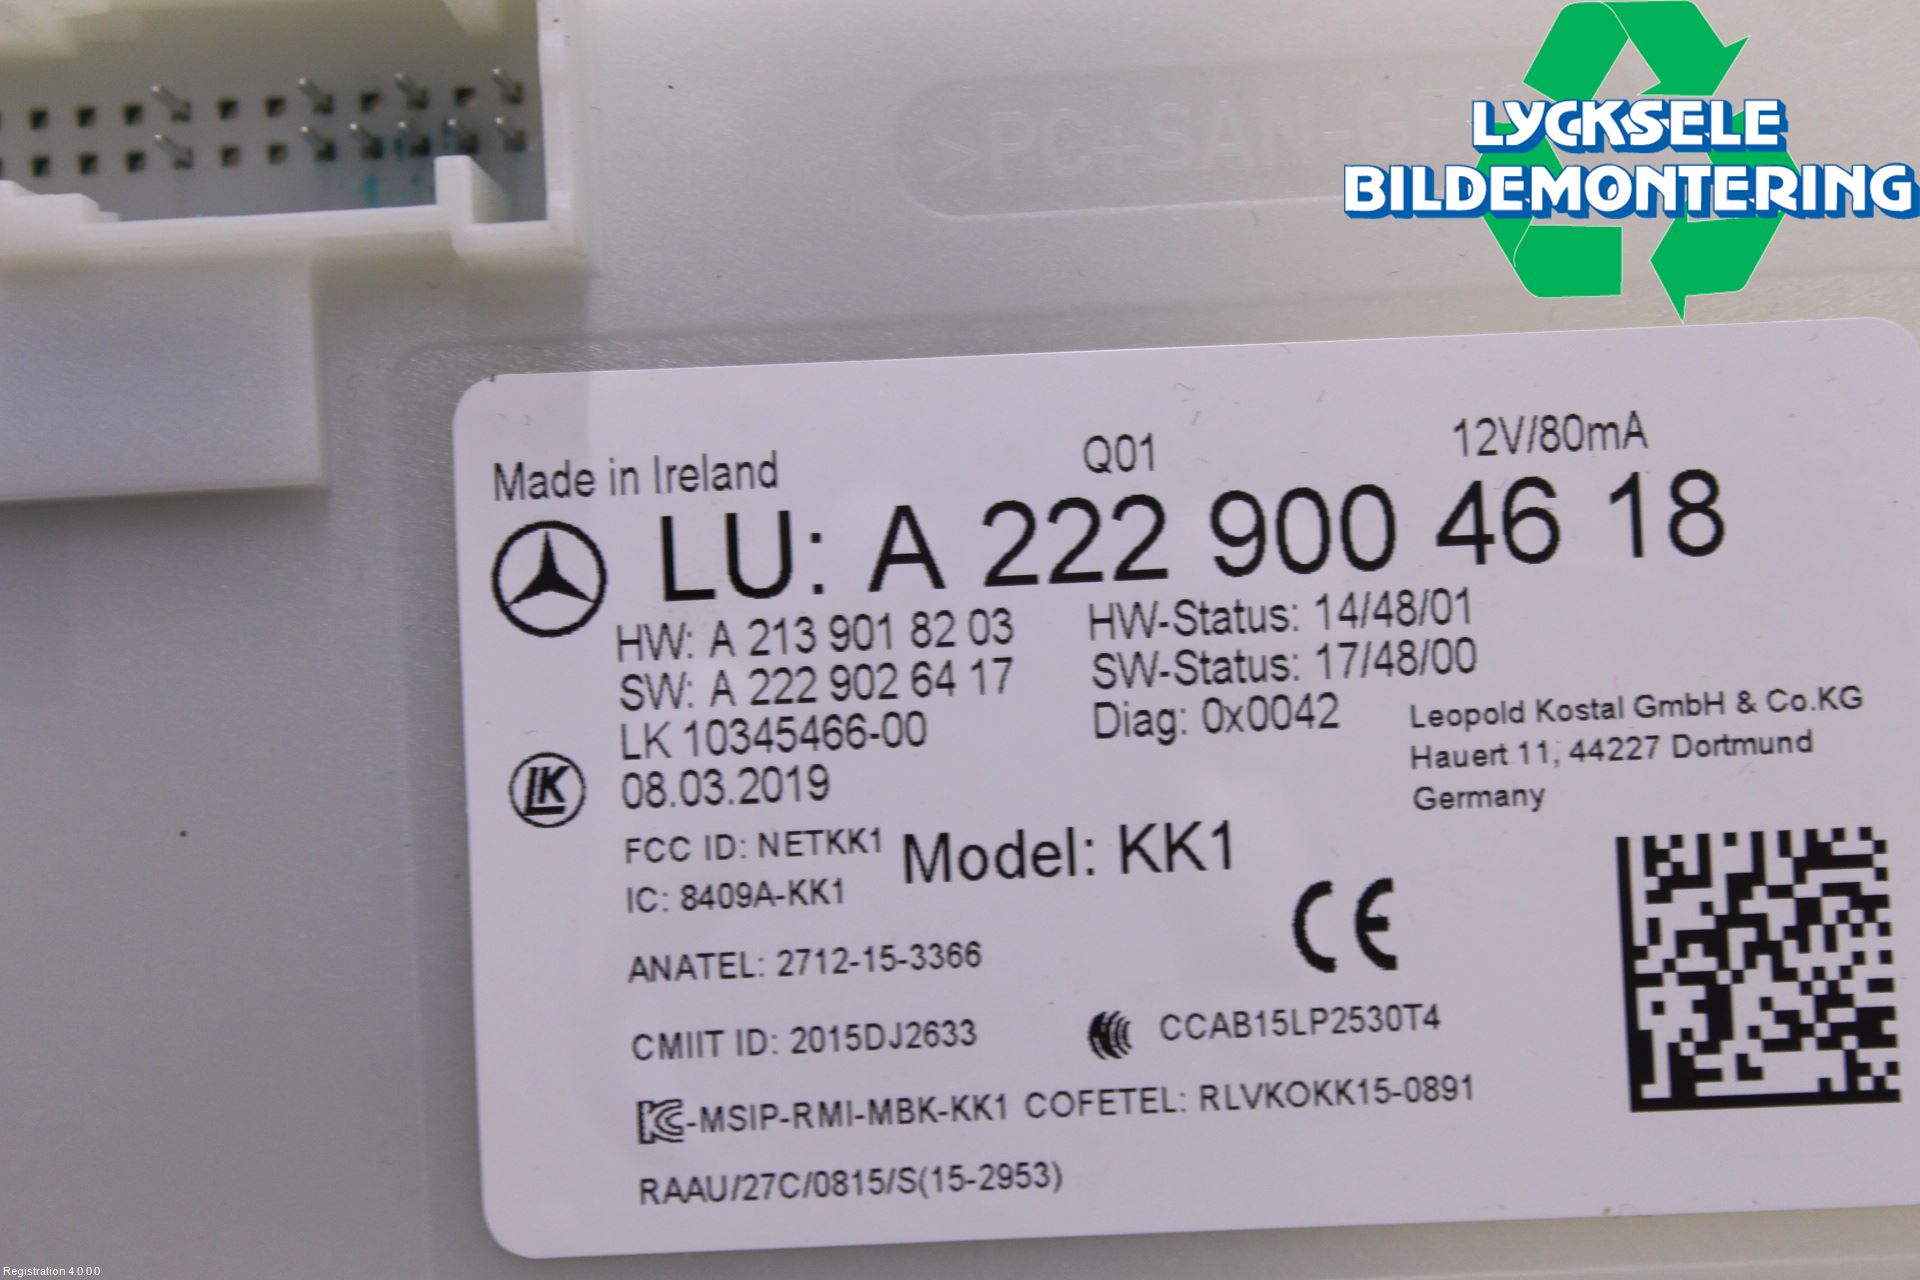 >PC+SAN-GF
LYCKSELE
BILDEMONTERING
Made in Ireland
Q01
12V/80mA
LU: A 222 900 46 18
HW: A 213 901 82 03
HW-Status: 14/48/01
SW: A 222 902 64 17
SW-Status: 17/48/00
LK 10345466-00
Diag: 0x0042
LK
08.03.2019
Leopold Kostal GmbH & Co.KG
Hauert 11, 44227 Dortmund
Germany
FCC ID: NETKK1
Model: KK1
IC: 8409A-KK1
CE
ANATEL: 2712-15-3366
CMIIT ID: 2015DJ2633
CCAB15LP2530T4
KC-MSIP-RMI-MBK-KK1 COFETEL: RLVKOKK15-0891
RAAU/27C/0815/S(15-2953)
Registration 4.0.0.0